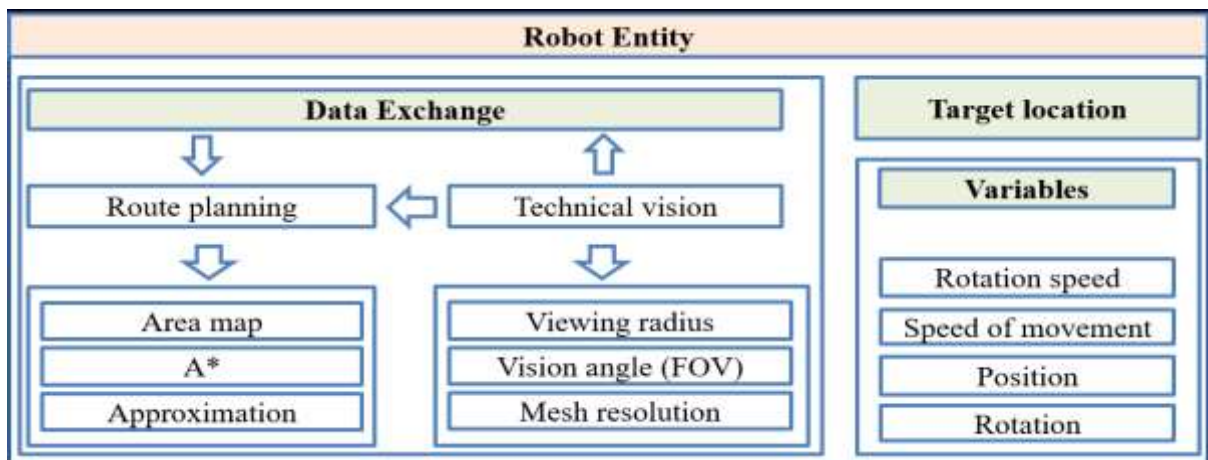 Robot Entity
Data Exchange
Route planning
Technical vision
Area map
A*
Approximation
Viewing radius
Vision angle (FOV)
Mesh resolution
Target location
Variables
Rotation speed
Speed of movement
Position
Rotation